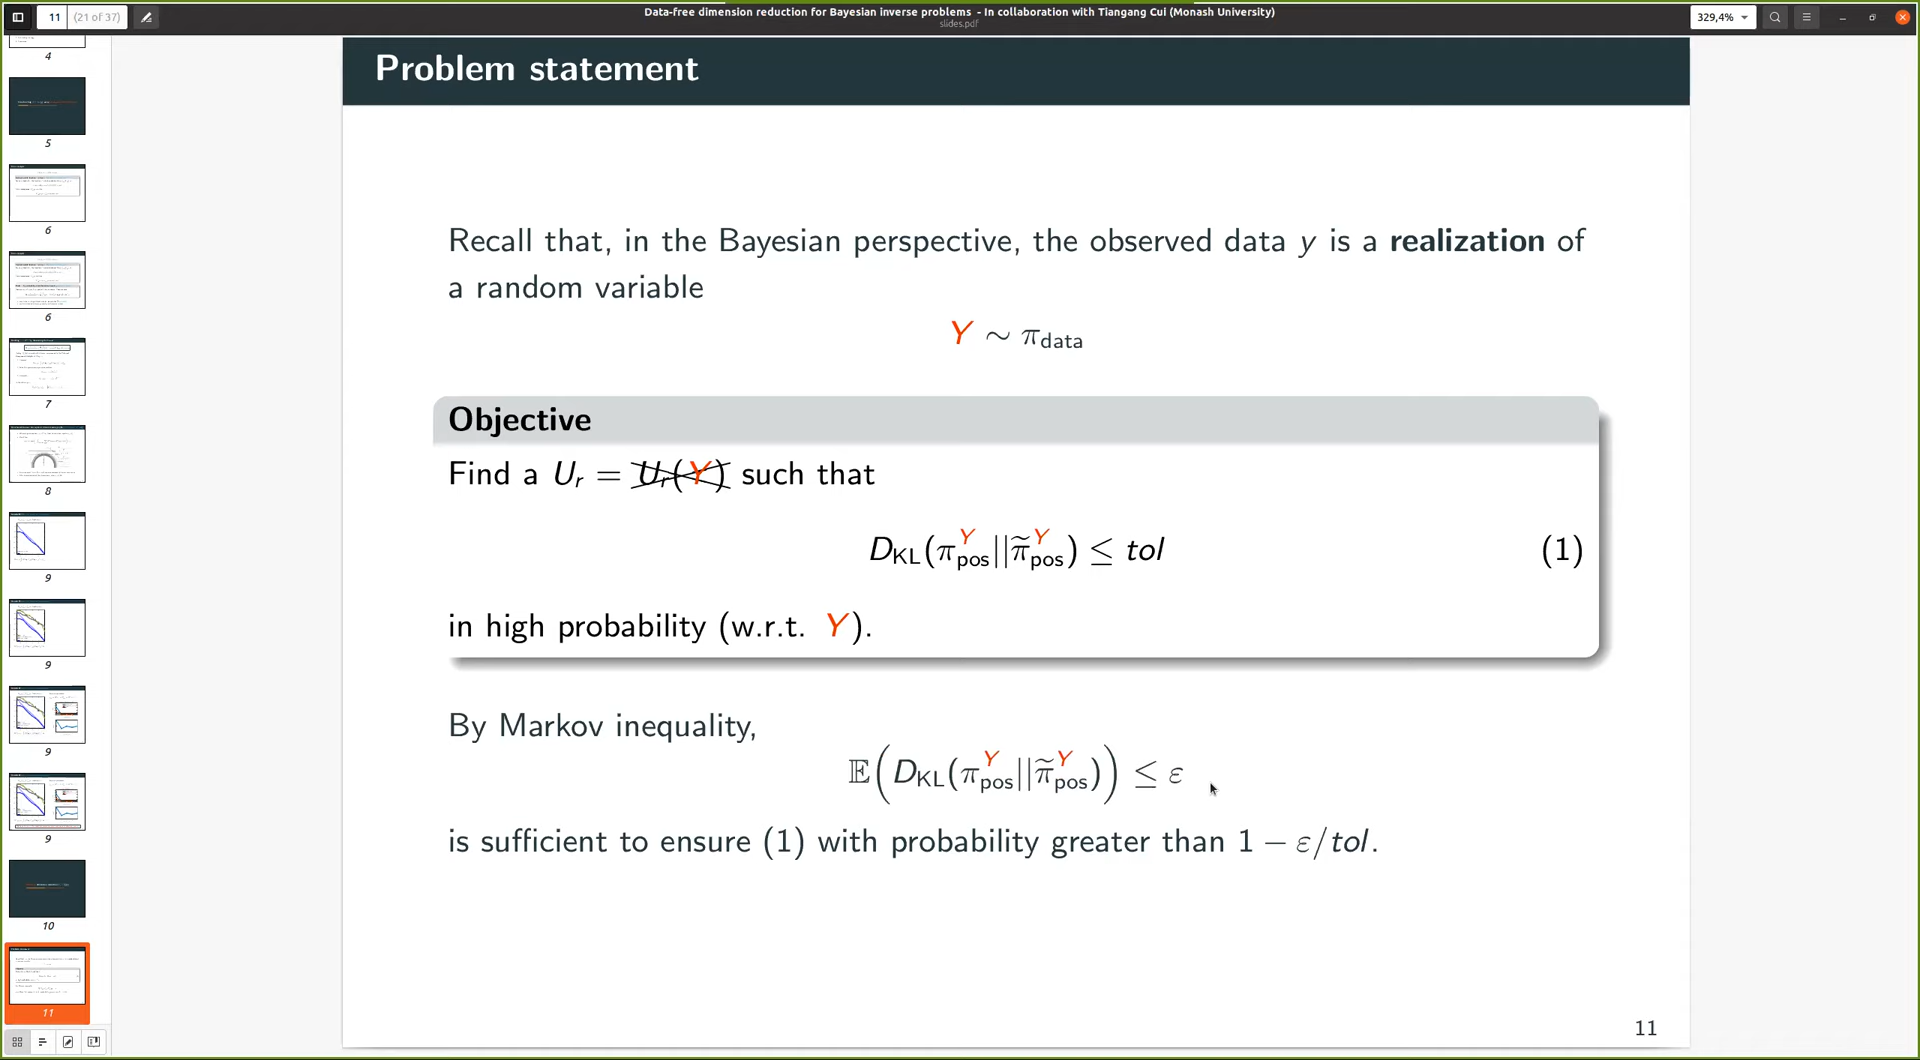 11 (21 of 37)
Data-free dimension reduction for Bayesian inverse problems - In collaboration with Tiangang Cui (Monash University)
slides.pdf
329,4%
4
5
6
6
7
8
9
9
9
9
10
11
Problem statement
Recall that, in the Bayesian perspective, the observed data y is a realization of
a random variable
Y ∼ π_data
Objective
Find a U_r = U_r(Y) such that
D_KL(π_pos^Y||π̃_pos^Y) ≤ tol (1)
in high probability (w.r.t. Y).
By Markov inequality,
𝔼(D_KL(π_pos^Y||π̃_pos^Y)) ≤ ε
is sufficient to ensure (1) with probability greater than 1 − ε/tol.
11